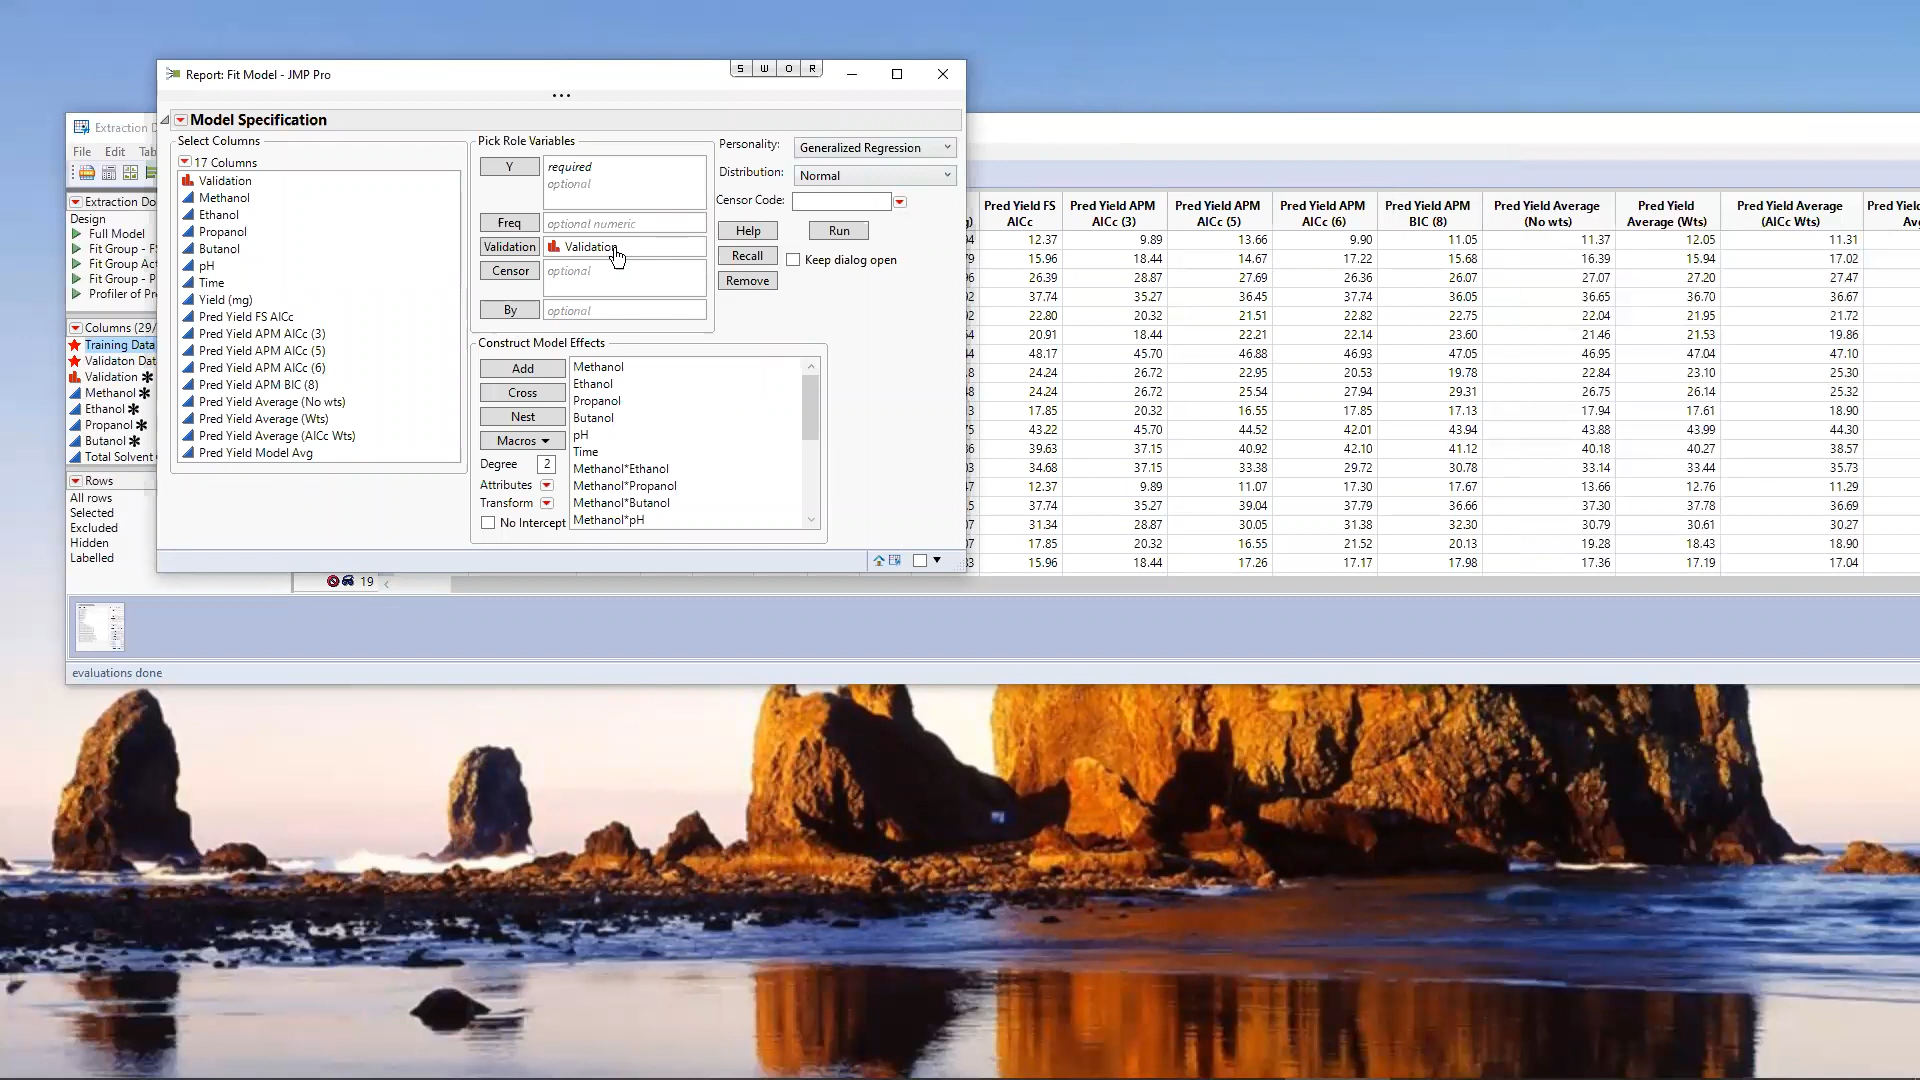 Report: Fit Model - JMP Pro
S W O R
Model Specification
Select Columns
17 Columns
Validation
Methanol
Ethanol
Propanol
Butanol
pH
Time
Yield (mg)
Pred Yield FS AICc
Pred Yield APM AICc (3)
Pred Yield APM AICc (5)
Pred Yield APM AICc (6)
Pred Yield APM BIC (8)
Pred Yield Average (No wts)
Pred Yield Average (Wts)
Pred Yield Average (AICc Wts)
Pred Yield Model Avg
Pick Role Variables
Y required
optional
Freq optional numeric
Validation Validation
Censor optional
By optional
Personality: Generalized Regression
Distribution: Normal
Censor Code:
Help Run
Recall Keep dialog open
Remove
Construct Model Effects
Add
Cross
Nest
Macros
Degree 2
Attributes
Transform
No Intercept
Methanol
Ethanol
Propanol
Butanol
pH
Time
Methanol*Ethanol
Methanol*Propanol
Methanol*Butanol
Methanol*pH
Extraction D
File Edit Tab
Extraction Do
Design
Full Model
Fit Group - FS
Fit Group Act
Fit Group - P
Profiler of Pr
Columns (29/
Training Data
Validaton Dat
Validation
Methanol
Ethanol
Propanol
Butanol
Total Solvent
Rows
All rows
Selected
Excluded
Hidden
Labelled
19
evaluations done
Pred Yield FS AICc Pred Yield APM AICc (3) Pred Yield APM AICc (5) Pred Yield APM AICc (6) Pred Yield APM BIC (8) Pred Yield Average (No wts) Pred Yield Average (Wts) Pred Yield Average (AICc Wts) Pred Yield
12.37 9.89 13.66 9.90 11.05 11.37 12.05 11.31
15.96 18.44 14.67 17.22 15.68 16.39 15.94 17.02
26.39 28.87 27.69 26.36 26.07 27.07 27.20 27.47
37.74 35.27 36.45 37.74 36.05 36.65 36.70 36.67
22.80 20.32 21.51 22.82 22.75 22.04 21.95 21.72
20.91 18.44 22.21 22.14 23.60 21.46 21.53 19.86
48.17 45.70 46.88 46.93 47.05 46.95 47.04 47.10
24.24 26.72 22.95 20.53 19.78 22.84 23.10 25.30
24.24 26.72 25.54 27.94 29.31 26.75 26.14 25.32
17.85 20.32 16.55 17.85 17.13 17.94 17.61 18.90
43.22 45.70 44.52 42.01 43.94 43.88 43.99 44.30
39.63 37.15 40.92 41.12 42.18 40.20 40.27 38.57
34.68 37.15 33.38 29.72 30.78 33.14 33.44 35.73
12.37 9.89 11.07 17.30 17.67 13.66 12.76 11.29
37.74 35.27 39.04 37.79 36.66 37.30 37.78 36.69
31.34 28.87 30.05 31.38 32.30 30.79 30.61 30.27
17.85 20.32 16.55 21.52 20.13 19.28 18.43 18.90
15.96 18.44 17.26 17.17 17.98 17.36 17.19 17.04